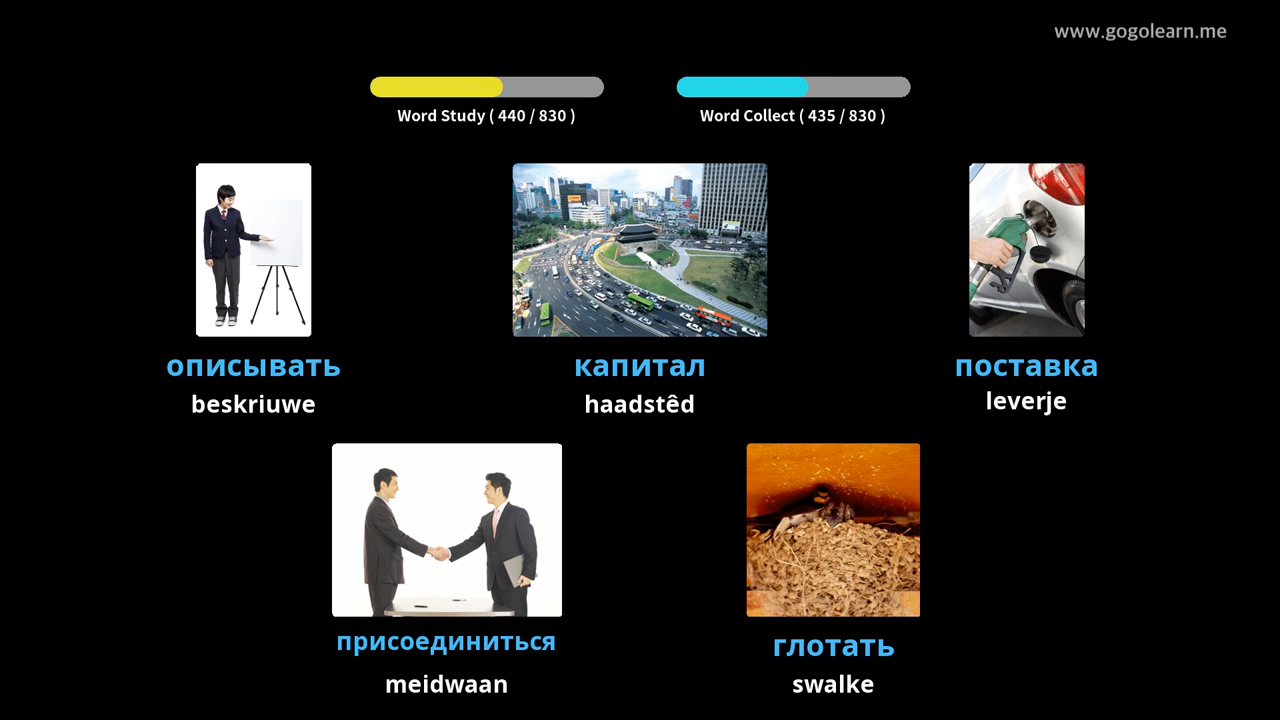 www.gogolearn.me
Word Study ( 440 / 830 )
Word Collect ( 435 / 830 )
описывать
beskriuwe
капитал
haadstêd
поставка
leverje
присоединиться
meidwaan
глотать
swalke